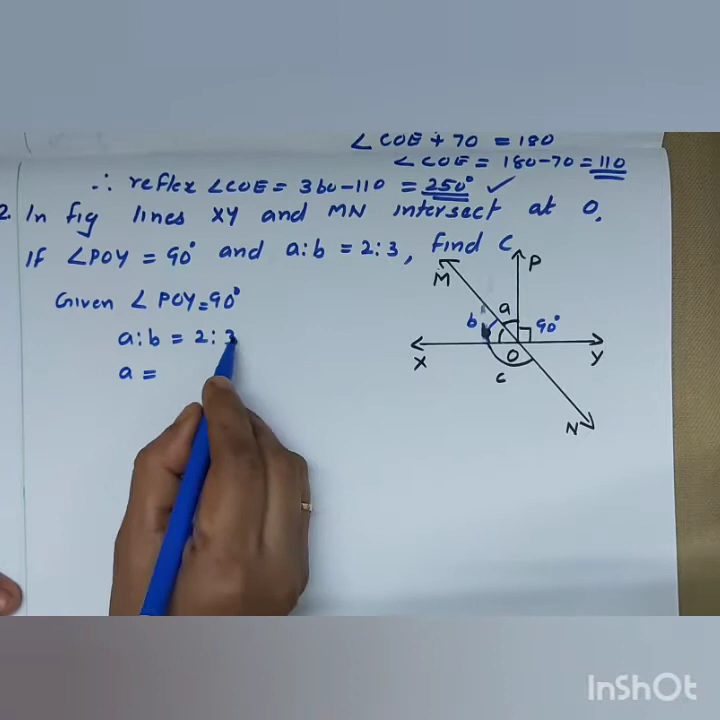 ∠COE + 70 = 180
∠COE = 180-70 = 110
∴ reflex ∠COE = 360-110 = 250° ✓
2. In fig lines XY and MN intersect at O.
If ∠POY = 90° and a:b = 2:3, find C
Given ∠POY = 90°
a:b = 2:3
a =
P
M
a
b
90°
X
O
Y
c
N
InShOt